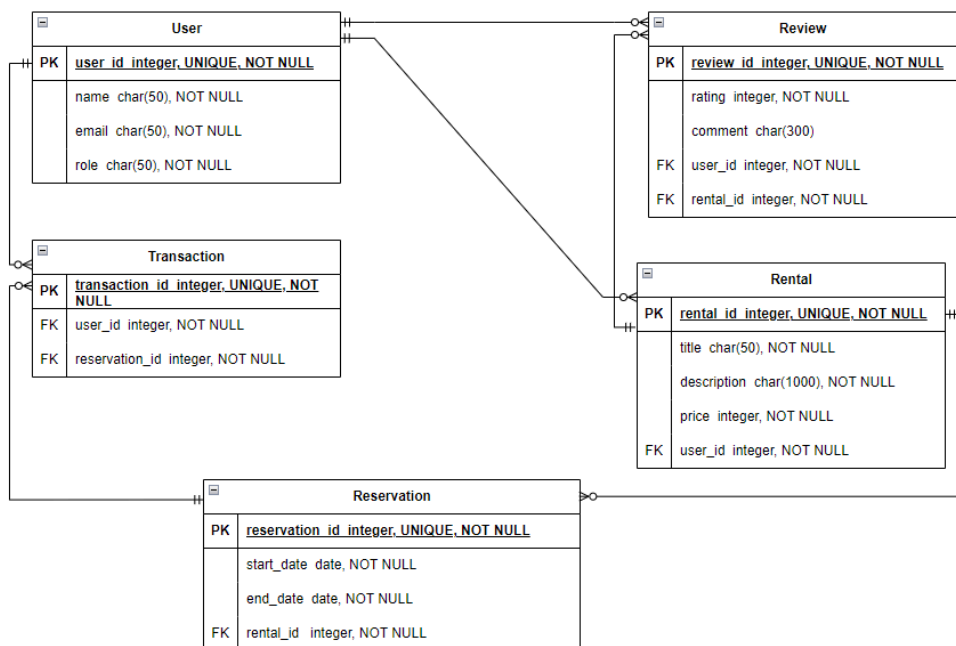 User
PK user_id integer, UNIQUE, NOT NULL
name char(50), NOT NULL
email char(50), NOT NULL
role char(50), NOT NULL
Review
PK review_id integer, UNIQUE, NOT NULL
rating integer, NOT NULL
comment char(300)
FK user_id integer, NOT NULL
FK rental_id integer, NOT NULL
Transaction
PK transaction_id integer, UNIQUE, NOT
NULL
FK user_id integer, NOT NULL
FK reservation_id integer, NOT NULL
Rental
PK rental_id integer, UNIQUE, NOT NULL
title char(50), NOT NULL
description char(1000), NOT NULL
price integer, NOT NULL
FK user_id integer, NOT NULL
Reservation
PK reservation_id integer, UNIQUE, NOT NULL
start_date date, NOT NULL
end_date date, NOT NULL
FK rental_id integer, NOT NULL